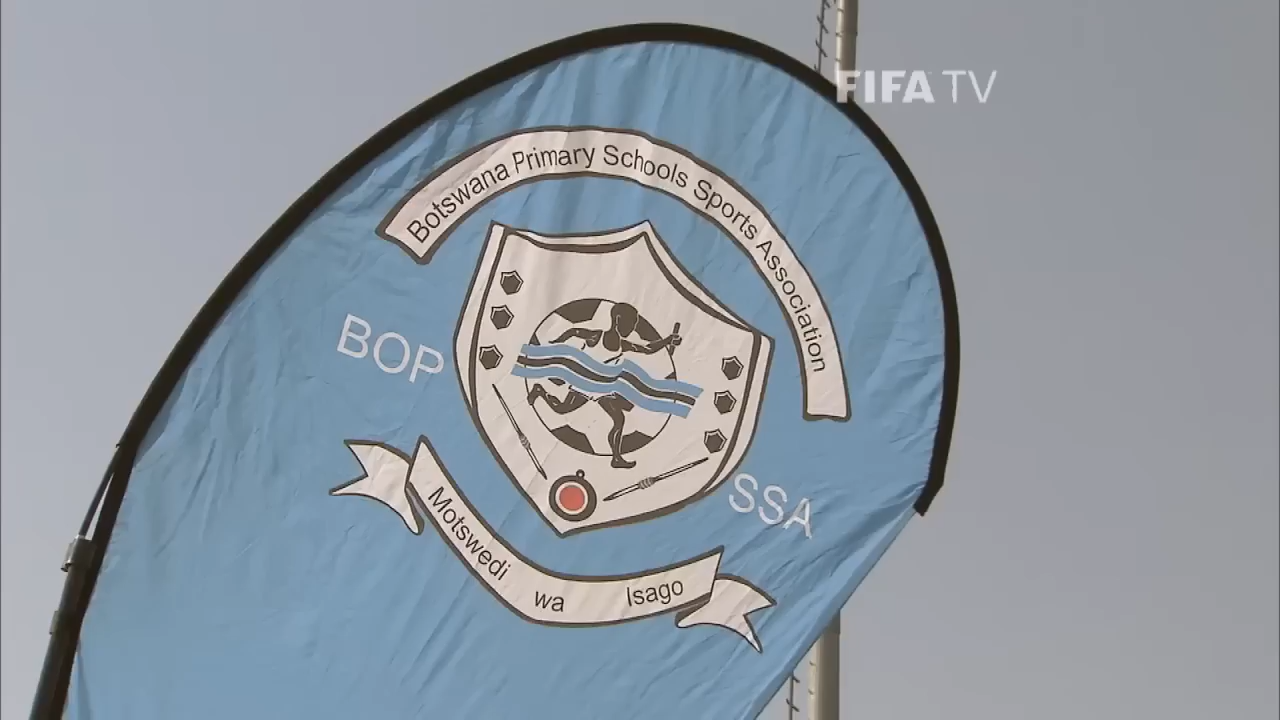 FIFA TV
Botswana Primary Schools Sports Association
BOP
SSA
Motswedi wa Isago